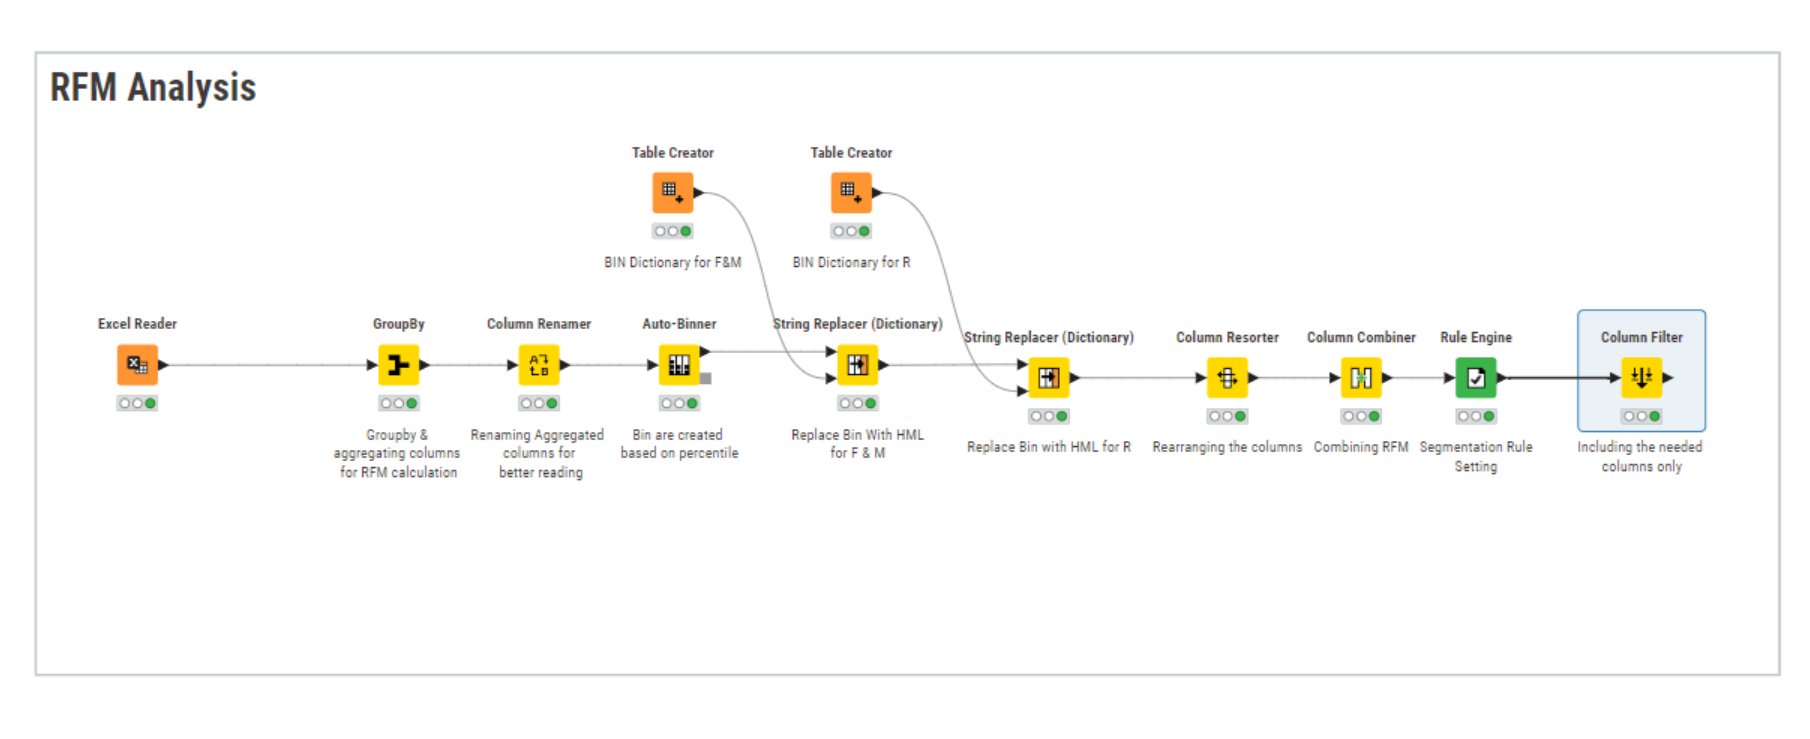 RFM Analysis
Table Creator
Table Creator
BIN Dictionary for F&M
BIN Dictionary for R
Excel Reader
GroupBy
Column Renamer
Auto-Binner
String Replacer (Dictionary)
String Replacer (Dictionary)
Column Resorter
Column Combiner
Rule Engine
Column Filter
Groupby &
aggregating columns
for RFM calculation
Renaming Aggregated
columns for
better reading
Bin are created
based on percentile
Replace Bin With HML
for F & M
Replace Bin with HML for R
Rearranging the columns
Combining RFM
Segmentation Rule
Setting
Including the needed
columns only